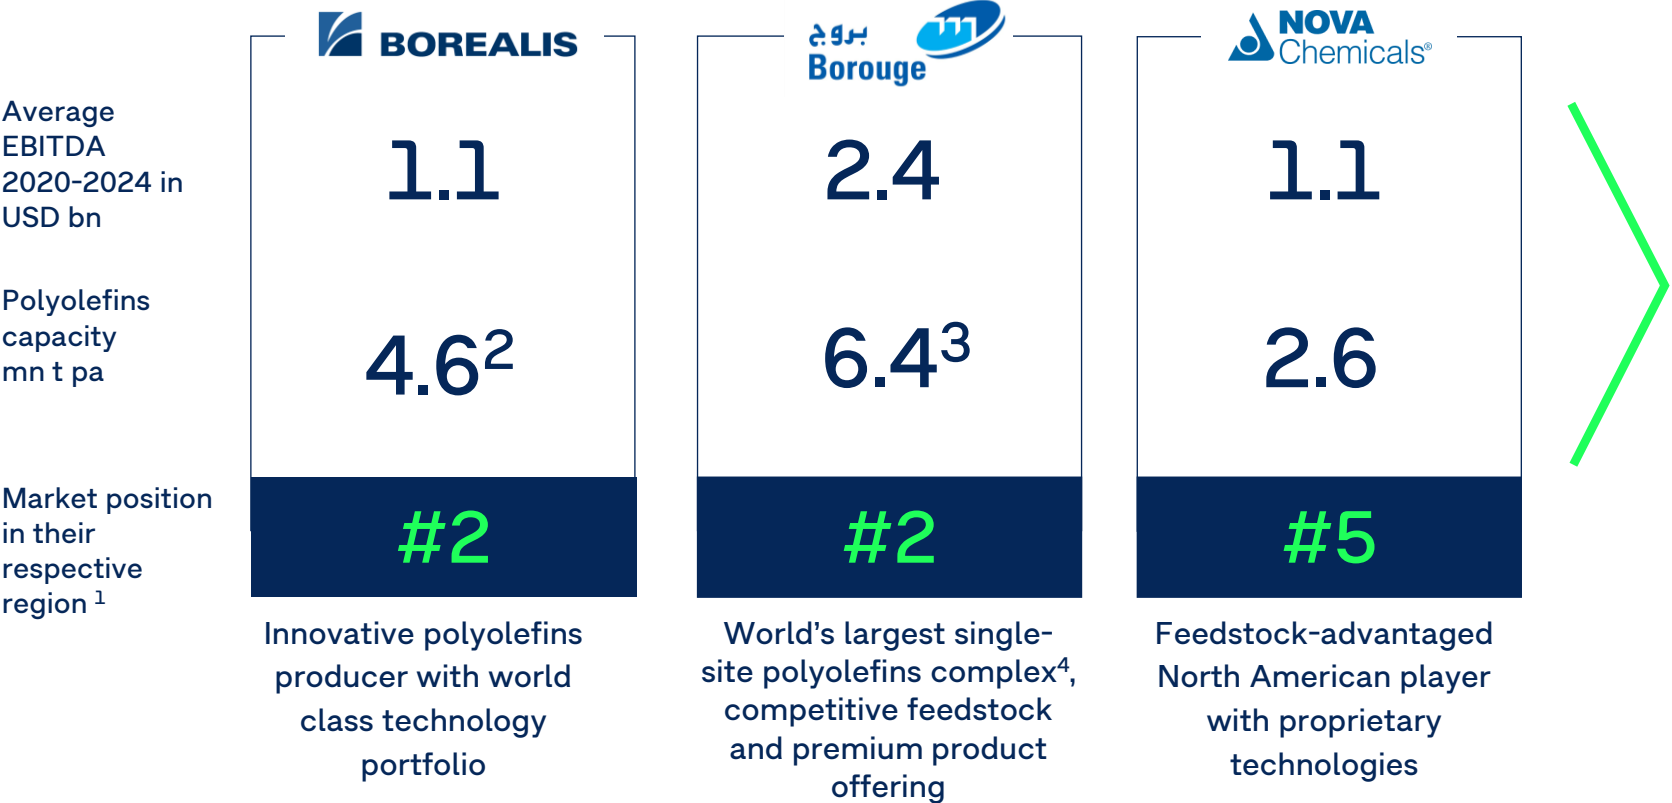 BOREALIS
بروج
Borouge
NOVA
Chemicals®
Average
EBITDA
2020-2024 in
USD bn
1.1
2.4
1.1
Polyolefins
capacity
mn t pa
4.6²
6.4³
2.6
Market position
in their
respective
region ¹
#2
#2
#5
Innovative polyolefins
producer with world
class technology
portfolio
World’s largest single-
site polyolefins complex⁴,
competitive feedstock
and premium product
offering
Feedstock-advantaged
North American player
with proprietary
technologies